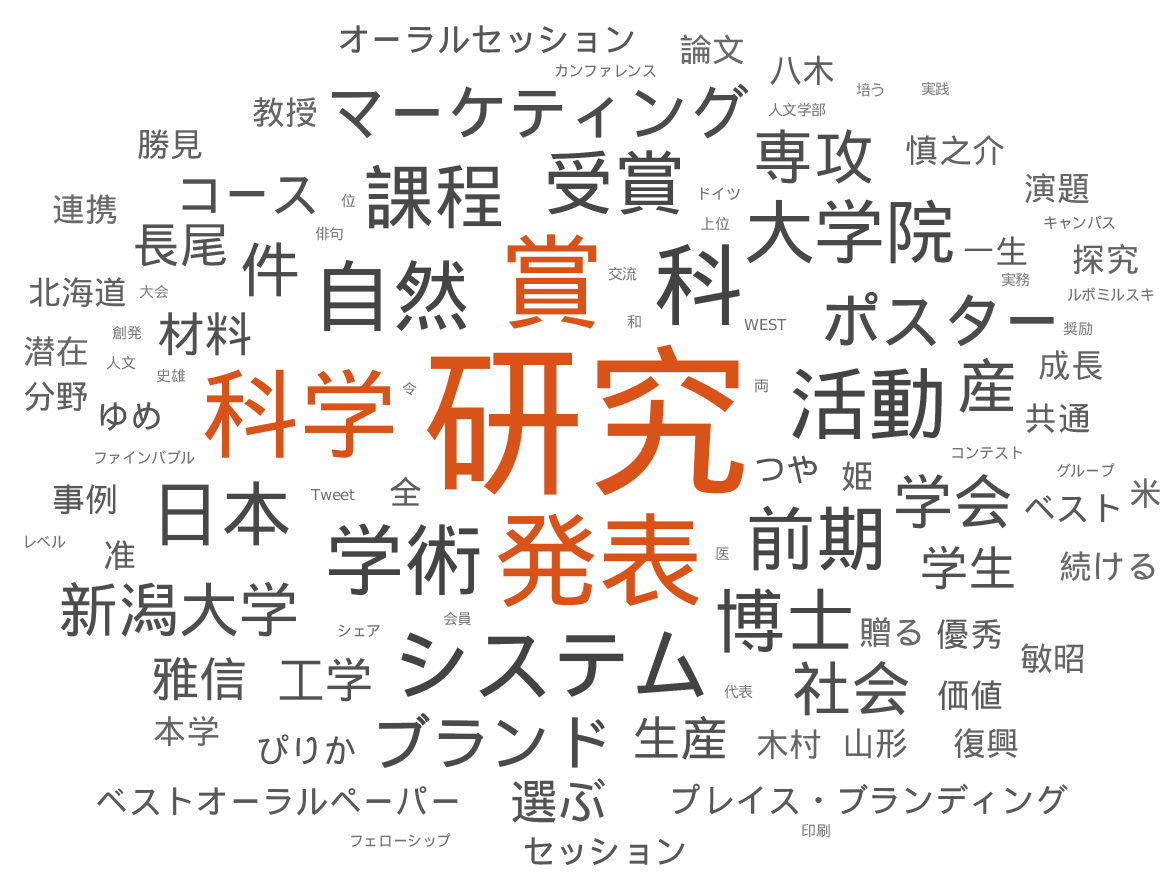 オーラルセッション
論文
カンファレンス
八木
培う
実践
教授
マーケティング
人文学部
勝見
課程
受賞
専攻
慎之介
連携
コース
位
ドイツ
演題
長尾
俳句
上位
大学院
キャンパス
件
自然
賞
交流
科
一生
探究
実務
北海道
大会
和
WEST
ポスター
ルボミルスキ
奨励
創発
材料
潜在
人文
史雄
科学
令
研究
両
活動
産
成長
分野
ゆめ
共通
ファインバブル
つや
姫
コンテスト
グループ
事例
日本
Tweet
全
学会
ベスト
米
レベル
准
学術
発表
医
前期
学生
続ける
新潟大学
シェア
会員
博士
贈る
優秀
敏昭
雅信
工学
システム
代表
社会
価値
本学
ぴりか
ブランド
生産
木村
山形
復興
ベストオーラルペーパー
選ぶ
プレイス・ブランディング
フェローシップ
セッション
印刷